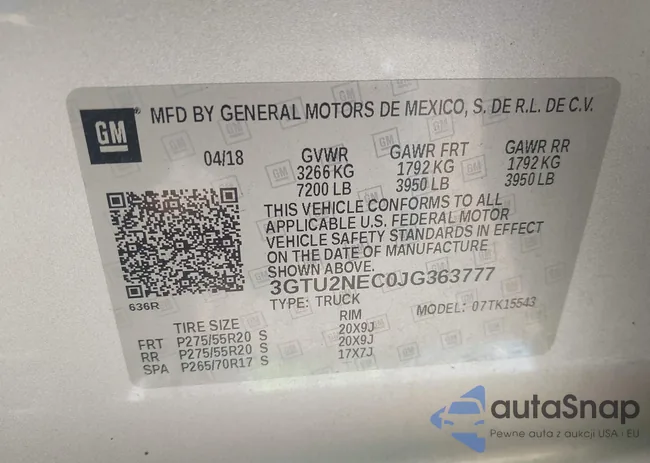 GM
MFD BY GENERAL MOTORS DE MEXICO, S. DE R.L. DE C.V.
04/18 GVWR GAWR FRT GAWR RR
3266 KG 1792 KG 1792 KG
7200 LB 3950 LB 3950 LB
THIS VEHICLE CONFORMS TO ALL
APPLICABLE U.S. FEDERAL MOTOR
VEHICLE SAFETY STANDARDS IN EFFECT
ON THE DATE OF MANUFACTURE
SHOWN ABOVE.
3GTU2NEC0JG363777
636R
TYPE: TRUCK MODEL: 07TK15543
TIRE SIZE RIM
FRT P275/55R20 S 20X9J
RR P275/55R20 S 20X9J
SPA P265/70R17 S 17X7J
autaSnap
Pewne auta z aukcji USA i EU